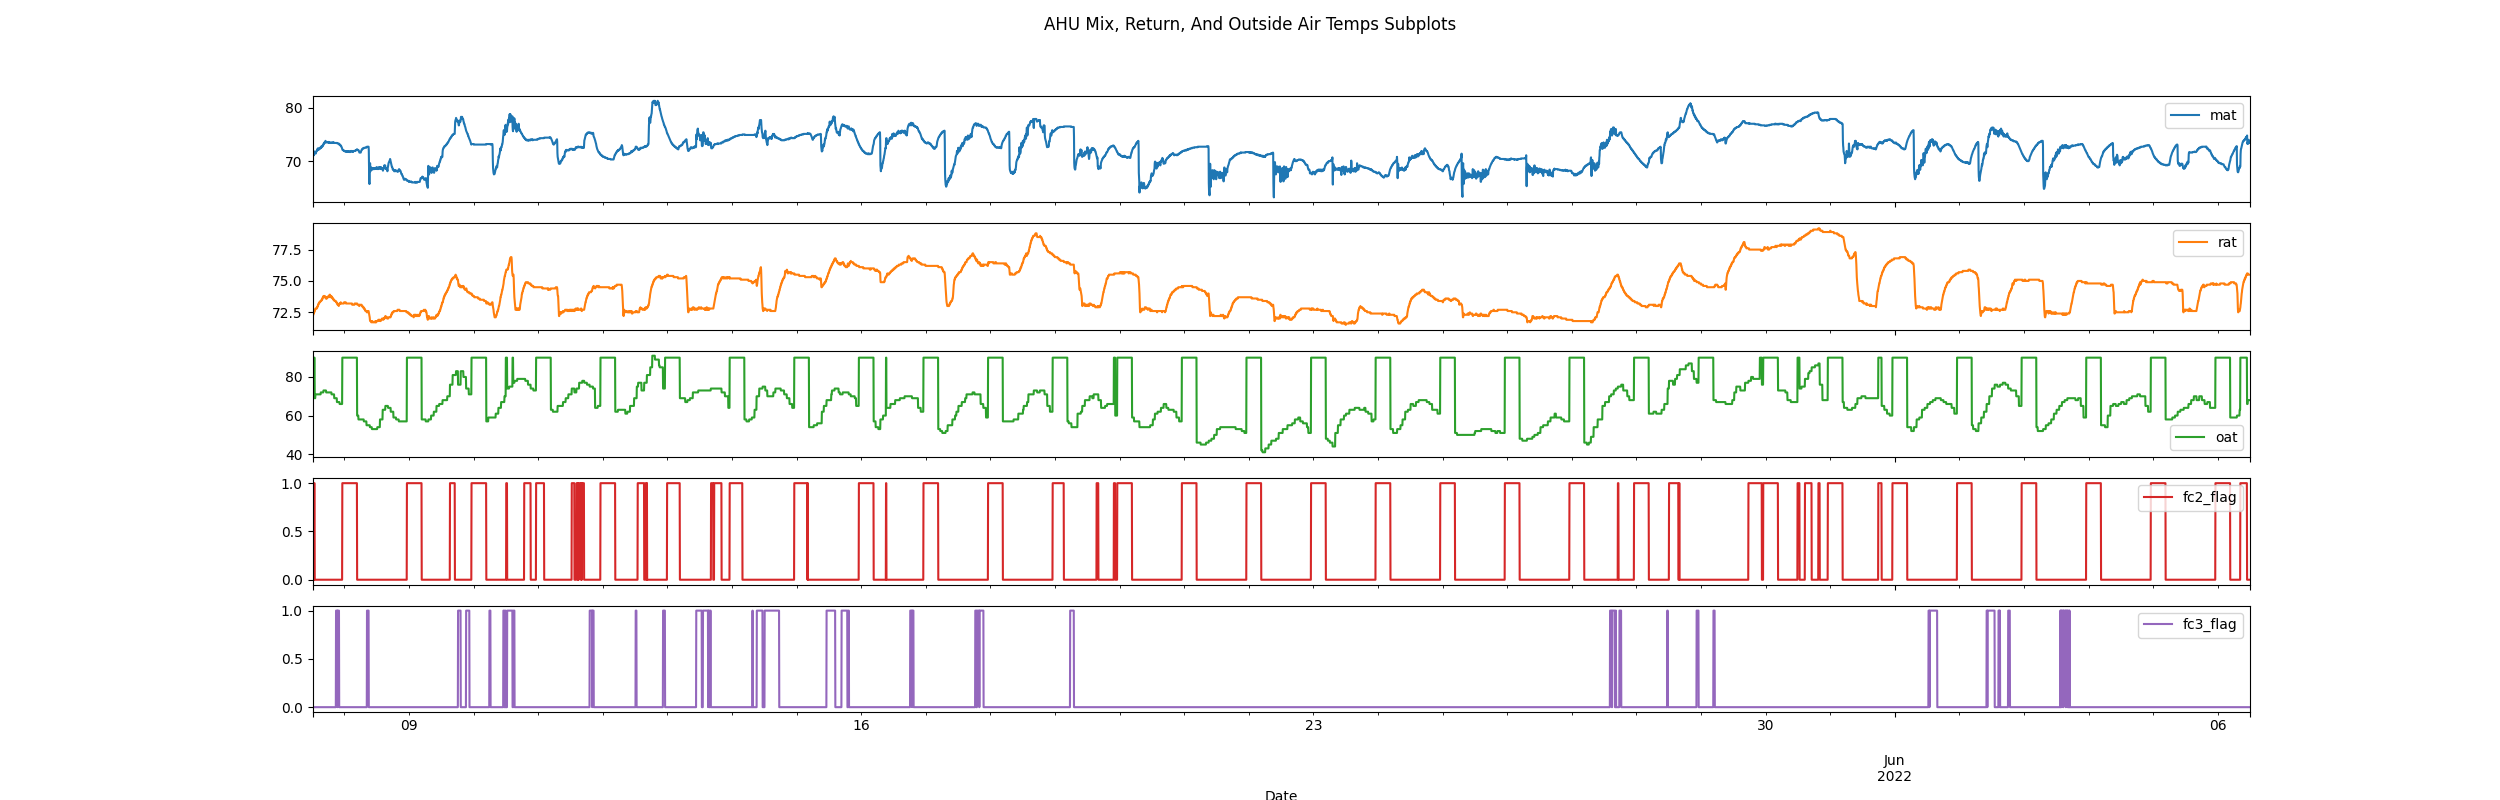 AHU Mix, Return, And Outside Air Temps Subplots
80
70
mat
77.5
75.0
72.5
rat
80
60
40
oat
1.0
0.5
0.0
fc2_flag
1.0
0.5
0.0
fc3_flag
09 16 23 30 06
Jun
2022
Date